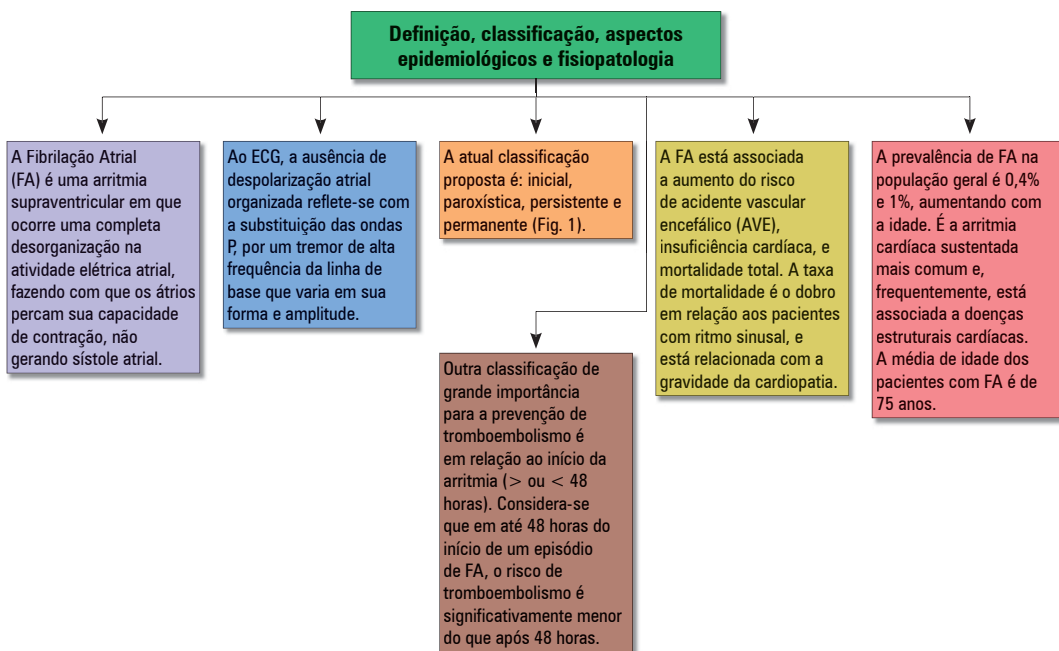 Definição, classificação, aspectos
epidemiológicos e fisiopatologia
A Fibrilação Atrial
(FA) é uma arritmia
supraventricular em que
ocorre uma completa
desorganização na
atividade elétrica atrial,
fazendo com que os átrios
percam sua capacidade
de contração, não
gerando sístole atrial.
Ao ECG, a ausência de
despolarização atrial
organizada reflete-se com
a substituição das ondas
P, por um tremor de alta
frequência da linha de
base que varia em sua
forma e amplitude.
A atual classificação
proposta é: inicial,
paroxística, persistente e
permanente (Fig. 1).
Outra classificação de
grande importância
para a prevenção de
tromboembolismo é
em relação ao início da
arritmia (> ou < 48
horas). Considera-se
que em até 48 horas do
início de um episódio
de FA, o risco de
tromboembolismo é
significativamente menor
do que após 48 horas.
A FA está associada
a aumento do risco
de acidente vascular
encefálico (AVE),
insuficiência cardíaca, e
mortalidade total. A taxa
de mortalidade é o dobro
em relação aos pacientes
com ritmo sinusal, e
está relacionada com a
gravidade da cardiopatia.
A prevalência de FA na
população geral é 0,4%
e 1%, aumentando com
a idade. É a arritmia
cardíaca sustentada
mais comum e,
frequentemente, está
associada a doenças
estruturais cardíacas.
A média de idade dos
pacientes com FA é de
75 anos.